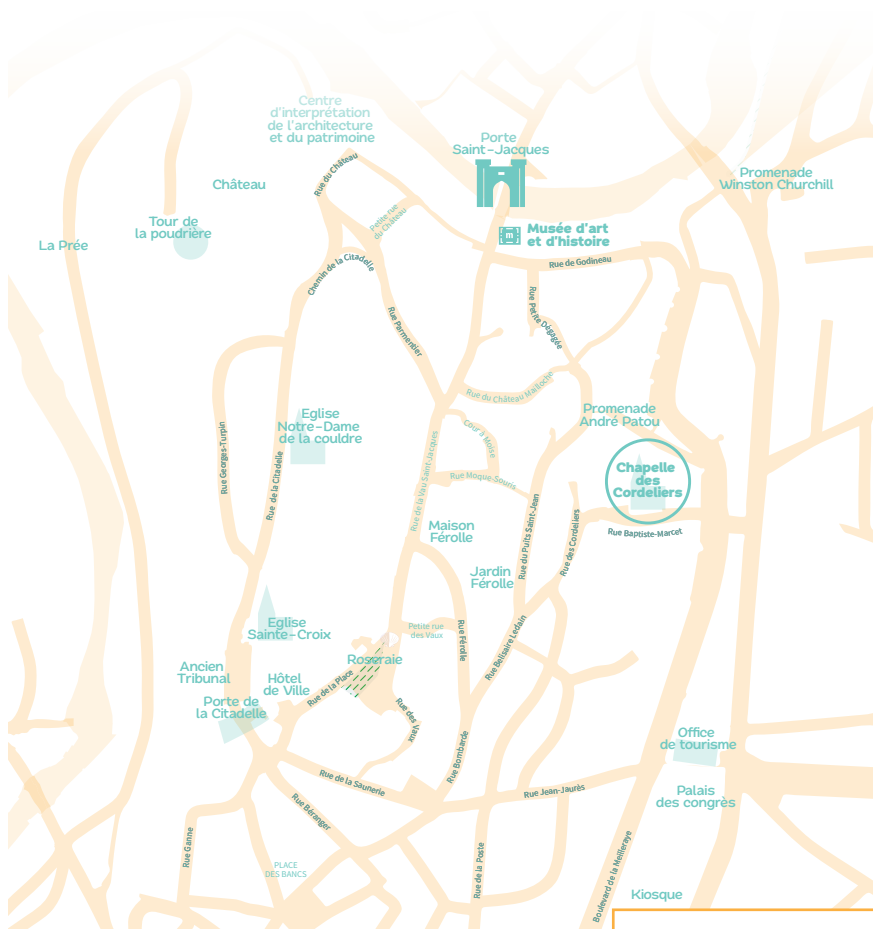 Centre
d'interprétation
de l'architecture
et du patrimoine
Porte
Saint-Jacques
Promenade
Winston Churchill
Château
Rue du Château
Petite rue
du Château
Tour de
la poudrière
La Prée
Musée d'art
et d'histoire
Rue de Godineau
Chemin de la Citadelle
Rue Parmentier
Rue Petite Dégagée
Rue du Château Mailloche
Promenade
André Patou
Eglise
Notre-Dame
de la couldre
Cour à Moïse
Rue Georges-Turpin
Rue de la Citadelle
Rue de la Vau Saint-Jacques
Rue Moque-Souris
Chapelle
des
Cordeliers
Rue Baptiste-Marcet
Maison
Férolle
Rue du Puits Saint-Jean
Rue des Cordeliers
Jardin
Férolle
Eglise
Sainte-Croix
Petite rue
des Vaux
Rue Férolle
Rue Belisaire Ledain
Roseraie
Ancien
Tribunal
Hôtel
de Ville
Rue de la Place
Porte de
la Citadelle
Rue des Vaux
Rue Bombarde
Office
de tourisme
Rue de la Saunerie
Rue Jean-Jaurès
Palais
des congrès
Rue Béranger
Rue Ganne
PLACE
DES BANCS
Rue de la Poste
Boulevard de la Meilleraye
Kiosque